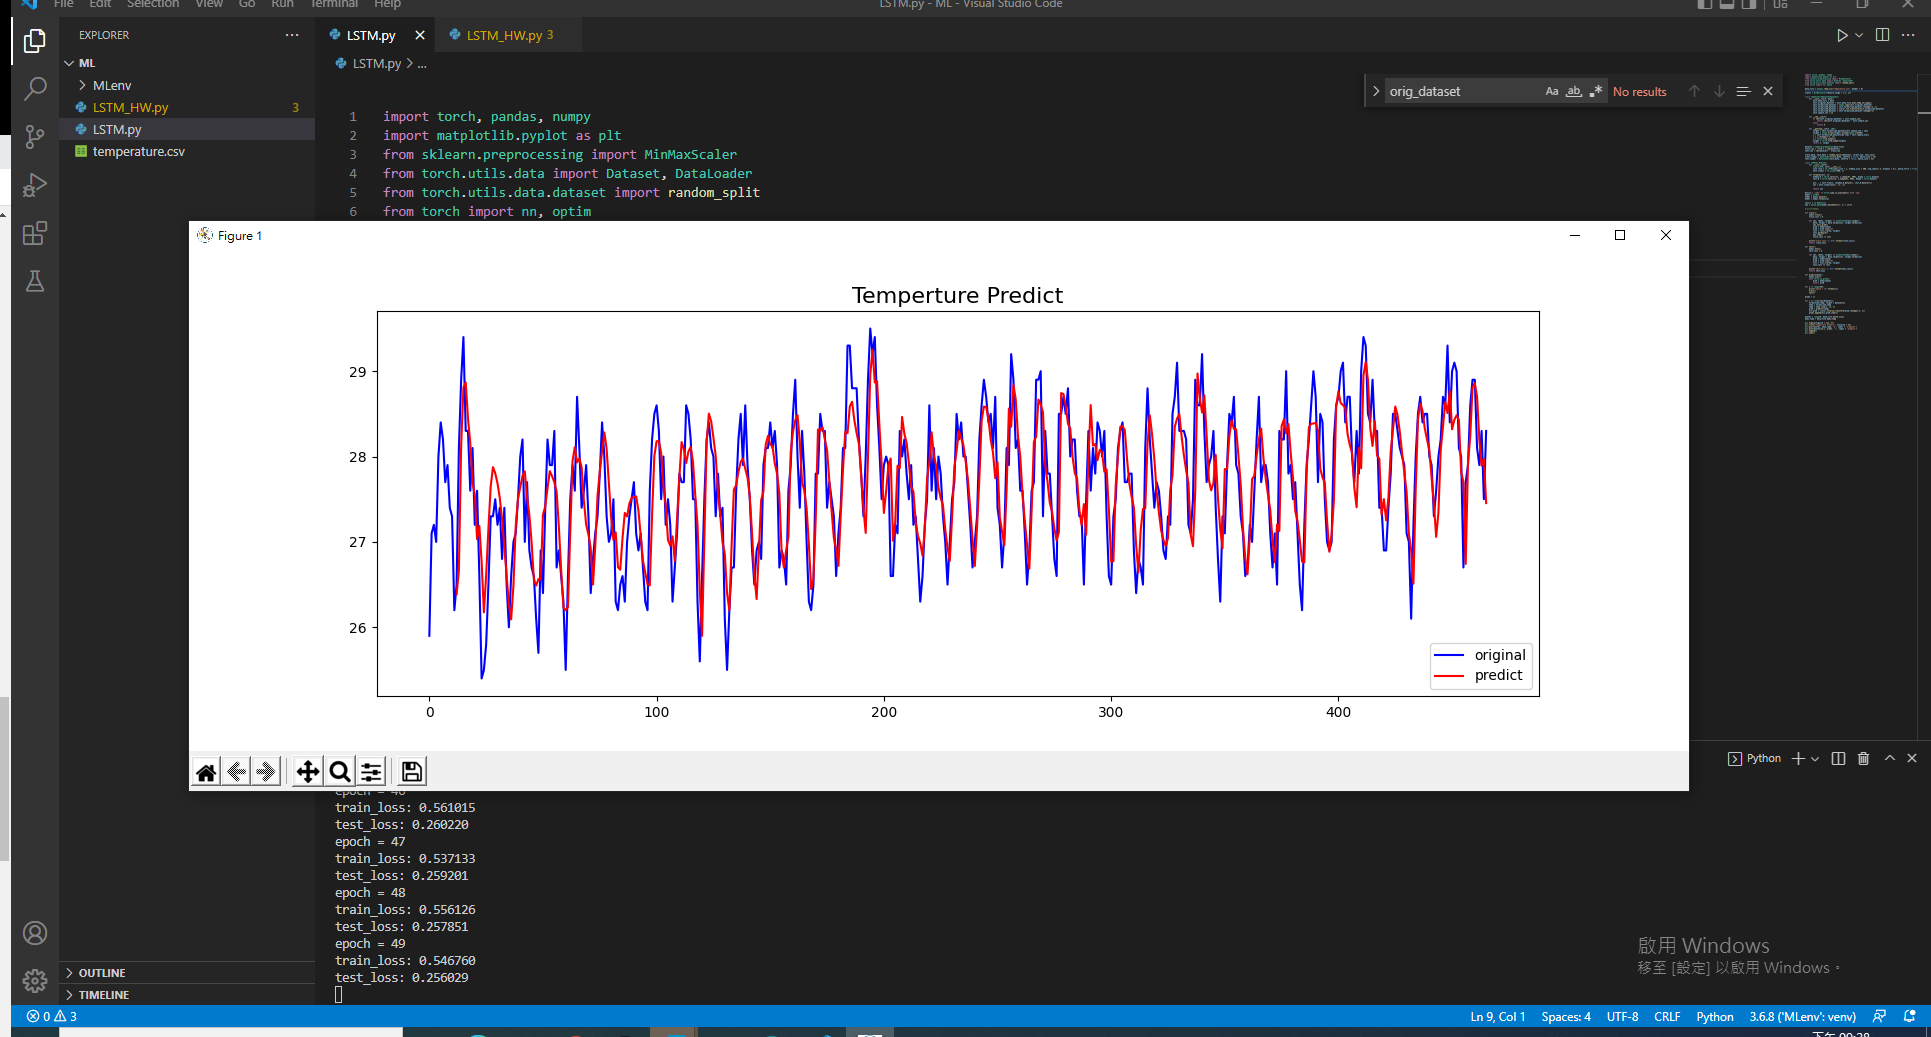 File Edit Selection View Go Run Terminal Help
LSTM.py - ML - Visual Studio Code
EXPLORER
LSTM.py
LSTM_HW.py 3
ML
LSTM.py > ...
MLenv
LSTM_HW.py 3
LSTM.py
temperature.csv
orig_dataset
Aa ab .*
No results
1 import torch, pandas, numpy
2 import matplotlib.pyplot as plt
3 from sklearn.preprocessing import MinMaxScaler
4 from torch.utils.data import Dataset, DataLoader
5 from torch.utils.data.dataset import random_split
6 from torch import nn, optim
Figure 1
Temperture Predict
29
28
27
26
original
predict
0 100 200 300 400
Python
epoch = 46
train_loss: 0.561015
test_loss: 0.260220
epoch = 47
train_loss: 0.537133
test_loss: 0.259201
epoch = 48
train_loss: 0.556126
test_loss: 0.257851
epoch = 49
train_loss: 0.546760
test_loss: 0.256029
啟用 Windows
移至 [設定] 以啟用 Windows。
OUTLINE
TIMELINE
0 3
Ln 9, Col 1 Spaces: 4 UTF-8 CRLF Python 3.6.8 ('MLenv': venv)